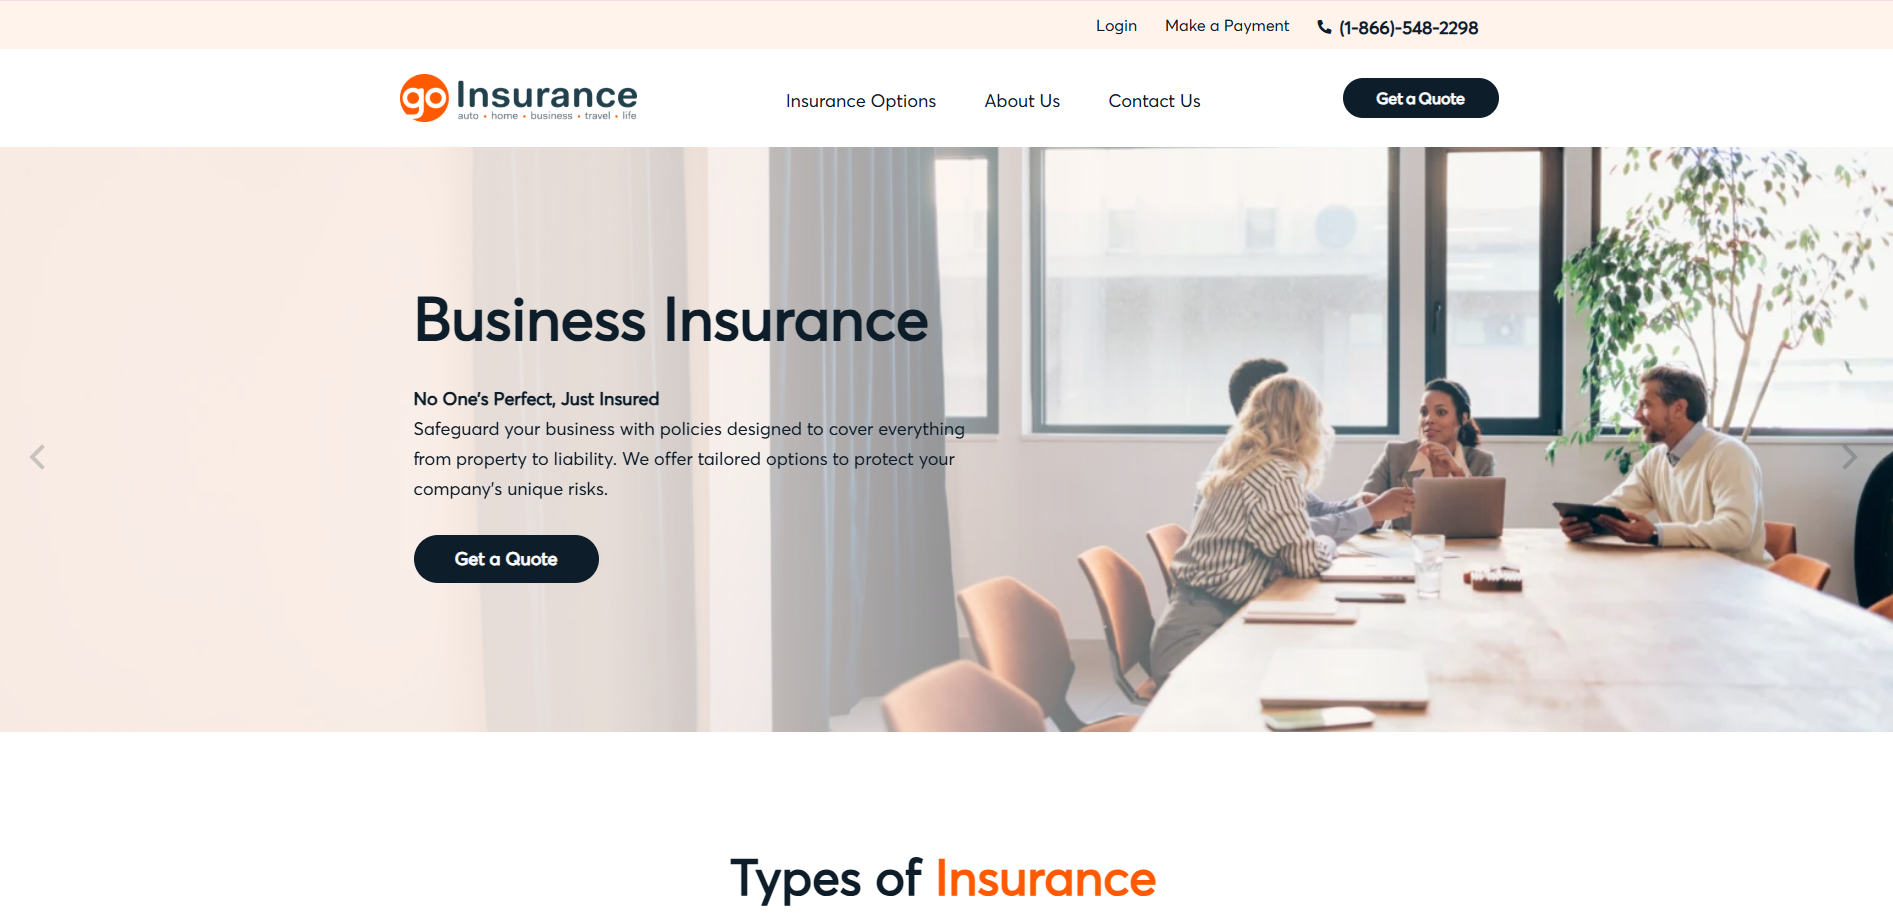 Login Make a Payment (1-866)-548-2298
go Insurance
auto • home • business • travel • life
Insurance Options About Us Contact Us
Get a Quote
Business Insurance
No One's Perfect, Just Insured
Safeguard your business with policies designed to cover everything
from property to liability. We offer tailored options to protect your
company's unique risks.
Get a Quote
Types of Insurance